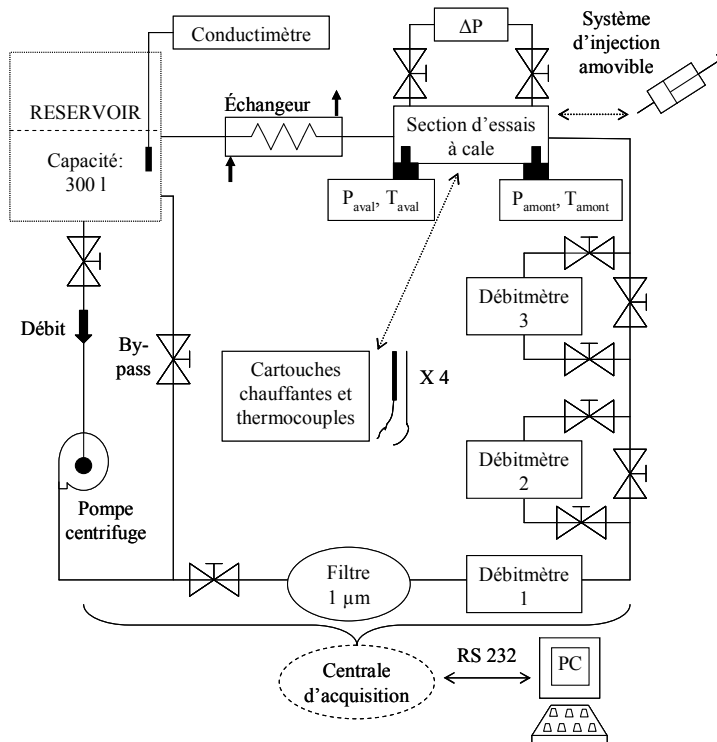 Conductimètre
ΔP
Système
d'injection
amovible
RESERVOIR
Capacité:
300 l
Échangeur
Section d'essais
à cale
P_aval, T_aval
P_amont, T_amont
Débit
By-
pass
Débitmètre
3
Cartouches
chauffantes et
thermocouples
X 4
Débitmètre
2
Pompe
centrifuge
Filtre
1 µm
Débitmètre
1
Centrale
d'acquisition
RS 232
PC